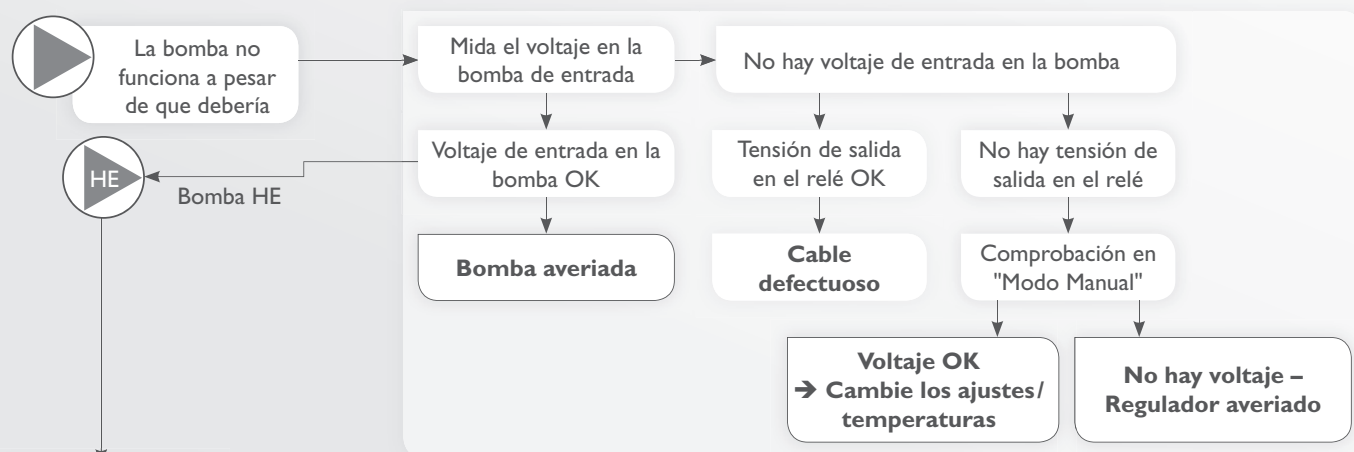 La bomba no
funciona a pesar
de que debería
Mida el voltaje en la
bomba de entrada
No hay voltaje de entrada en la bomba
Voltaje de entrada en la
bomba OK
Tensión de salida
en el relé OK
No hay tensión de
salida en el relé
HE
Bomba HE
Bomba averiada
Cable
defectuoso
Comprobación en
"Modo Manual"
Voltaje OK
➔ Cambie los ajustes/
temperaturas
No hay voltaje –
Regulador averiado